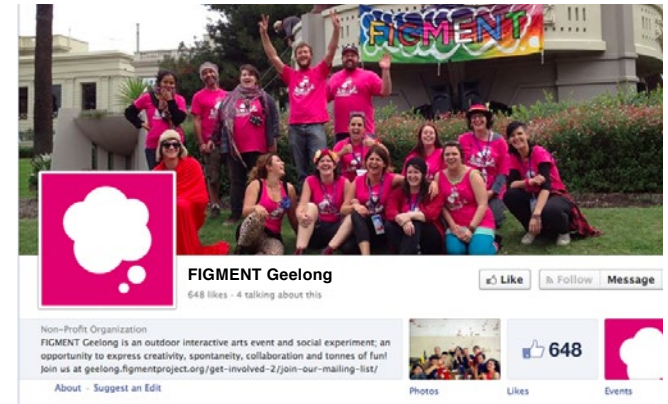 FIGMENT
FIGMENT Geelong
648 likes · 4 talking about this
Like
Follow
Message
Non-Profit Organization
FIGMENT Geelong is an outdoor interactive arts event and social experiment; an
opportunity to express creativity, spontaneity, collaboration and tonnes of fun!
Join us at geelong.figmentproject.org/get-involved-2/join-our-mailing-list/
About - Suggest an Edit
648
Photos
Likes
Events